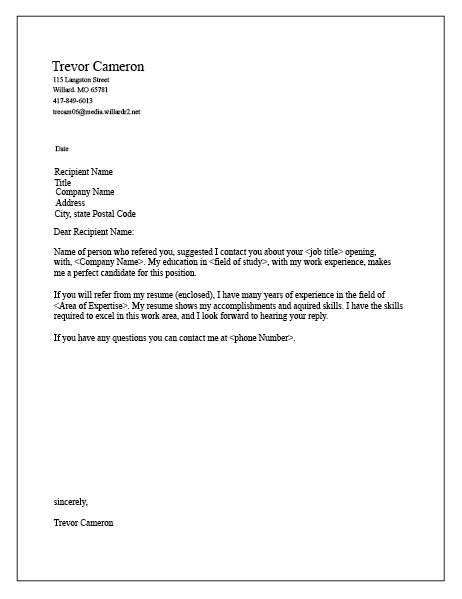 Trevor Cameron
115 Langston Street
Willard. MO 65781
417-849-6013
trecam06@media.willardr2.net
Date
Recipient Name
Title
Company Name
Address
City, state Postal Code
Dear Recipient Name:
Name of person who refered you, suggested I contact you about your <job title> opening,
with, <Company Name>. My education in <field of study>, with my work experience, makes
me a perfect candidate for this position.
If you will refer from my resume (enclosed), I have many years of experience in the field of
<Area of Expertise>. My resume shows my accomplishments and aquired skills. I have the skills
required to excel in this work area, and I look forward to hearing your reply.
If you have any questions you can contact me at <phone Number>.
sincerely,
Trevor Cameron